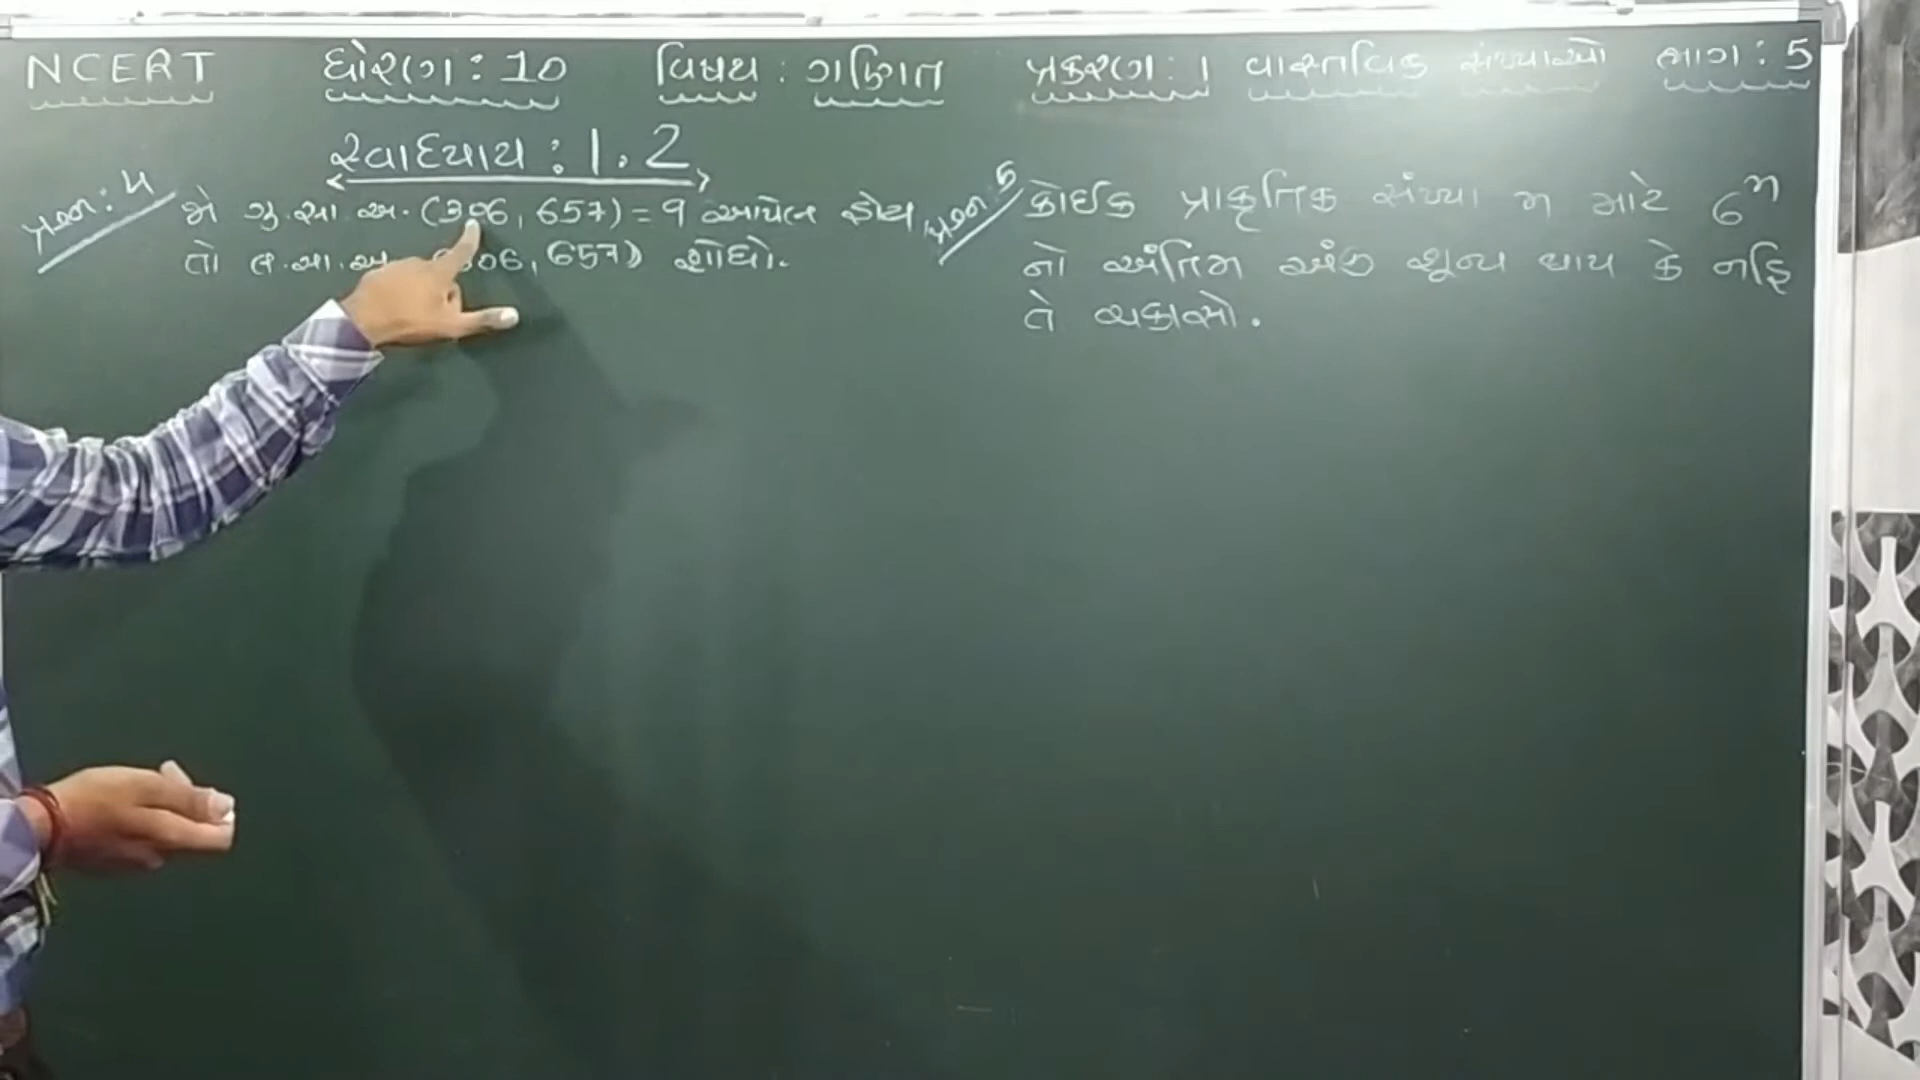 NCERT ધોરણ : 10 વિષય : ગણિત પ્રકરણ : 1 વાસ્તવિક સંખ્યાઓ ભાગ : 5
સ્વાધ્યાય : 1.2
પ્રશ્ન : 4 જો ગુ.સા.અ. (306, 657) = 9 આપેલ હોય
તો લ.સા.અ. (306, 657) શોધો.
પ્રશ્ન : 5 કોઈક પ્રાકૃતિક સંખ્યા n માટે 6ⁿ
નો અંતિમ અંક શૂન્ય થાય કે નહિ
તે ચકાસો.